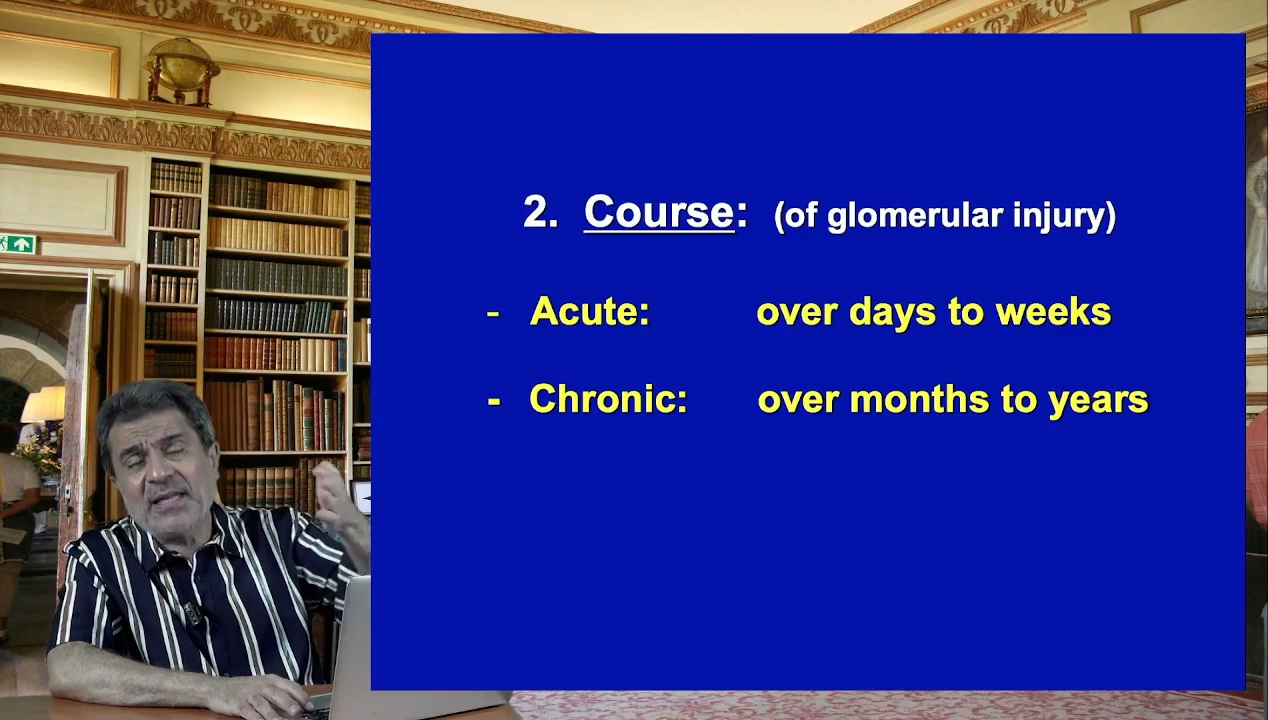 2. Course: (of glomerular injury)
- Acute: over days to weeks
- Chronic: over months to years